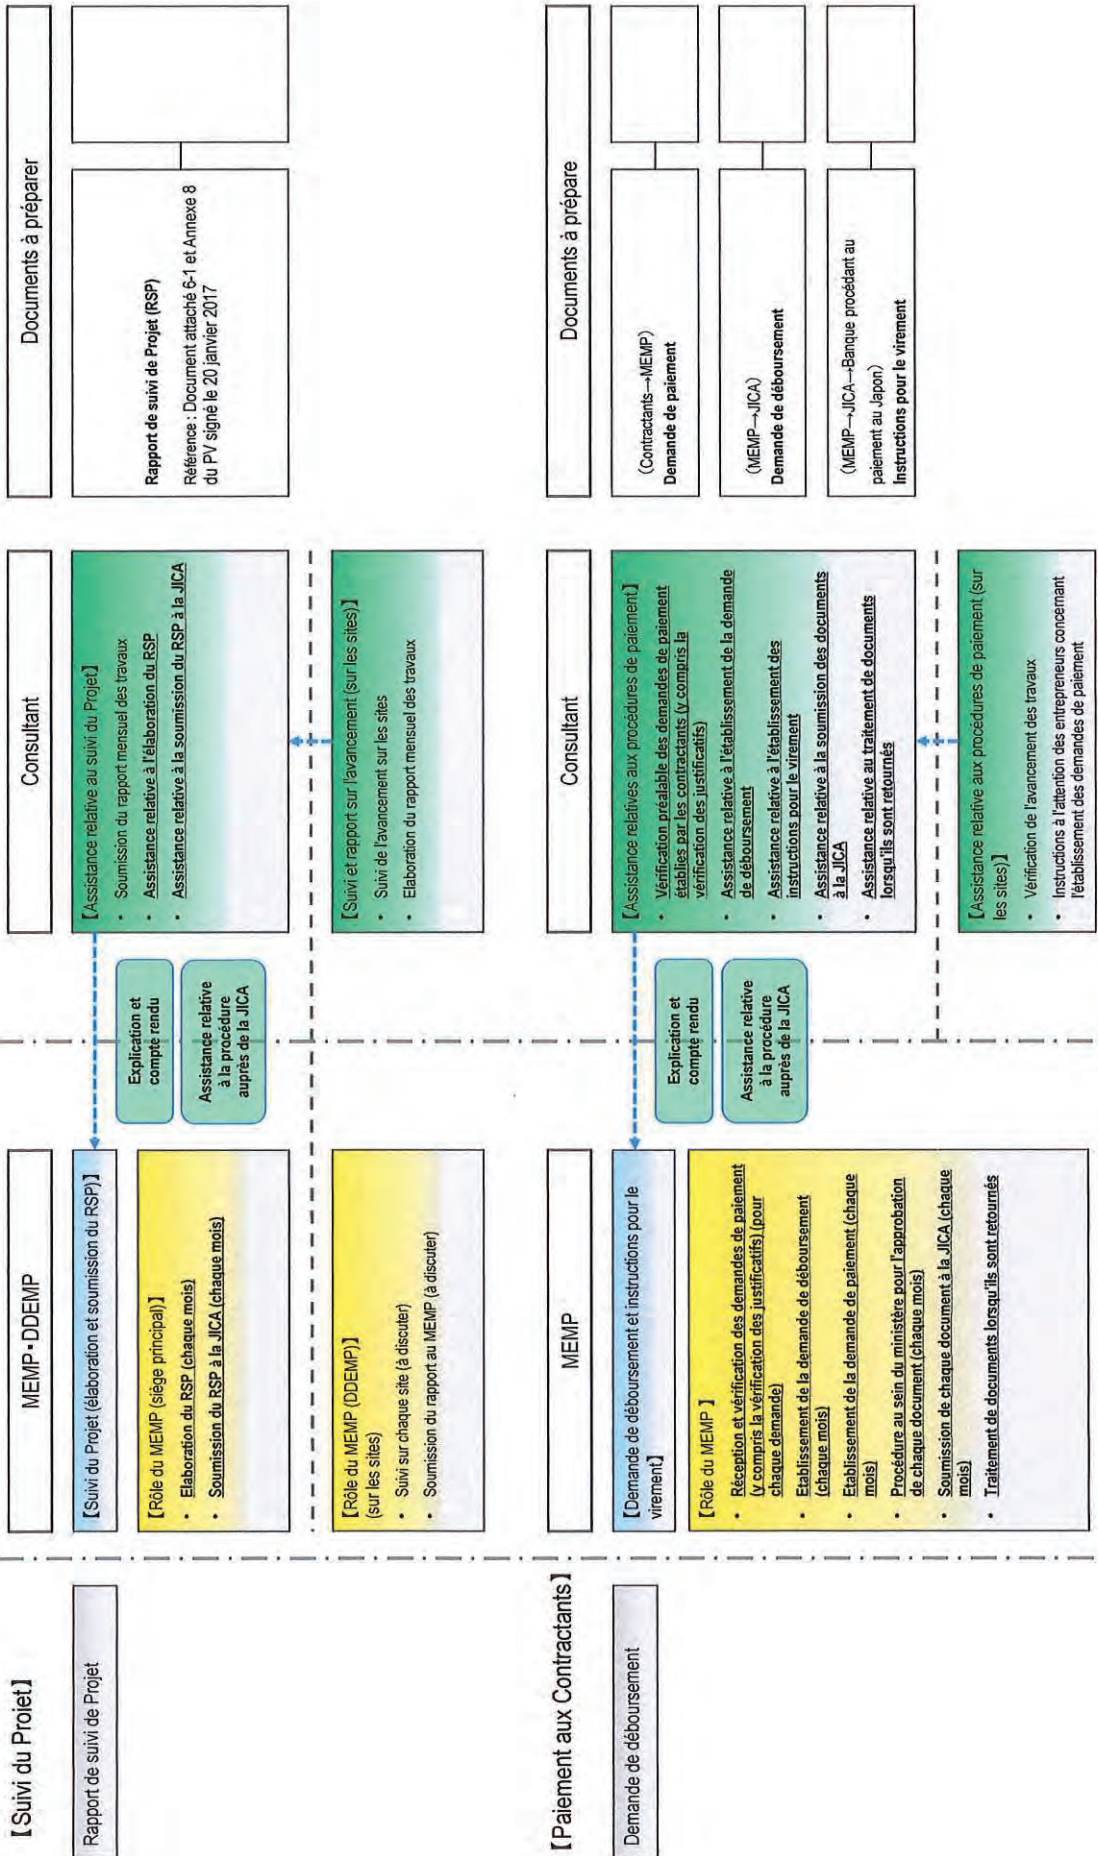 【Suivi du Projet】
Rapport de suivi de Projet
MEMP・DDEMP
【Suivi du Projet (élaboration et soumission du RSP)】
【Rôle du MEMP (siège principal)】
• Elaboration du RSP (chaque mois)
• Soumission du RSP à la JICA (chaque mois)
【Rôle du MEMP (DDEMP)】
(sur les sites)
• Suivi sur chaque site (à discuter)
• Soumission du rapport au MEMP (à discuter)
Explication et
compte rendu
Assistance relative
à la procédure
auprès de la JICA
Consultant
【Assistance relative au suivi du Projet】
• Soumission du rapport mensuel des travaux
• Assistance relative à l'élaboration du RSP
• Assistance relative à la soumission du RSP à la JICA
【Suivi et rapport sur l'avancement (sur les sites)】
• Suivi de l'avancement sur les sites
• Elaboration du rapport mensuel des travaux
Documents à préparer
Rapport de suivi de Projet (RSP)
Référence : Document attaché 6-1 et Annexe 8
du PV signé le 20 janvier 2017
【Paiement aux Contractants】
Demande de déboursement
MEMP
【Demande de déboursement et instructions pour le
virement】
【Rôle du MEMP 】
• Réception et vérification des demandes de paiement
(y compris la vérification des justificatifs) (pour
chaque demande)
• Etablissement de la demande de déboursement
(chaque mois)
• Etablissement de la demande de paiement (chaque
mois)
• Procédure au sein du ministère pour l'approbation
de chaque document (chaque mois)
• Soumission de chaque document à la JICA (chaque
mois)
• Traitement de documents lorsqu'ils sont retournés
Explication et
compte rendu
Assistance relative
à la procédure
auprès de la JICA
Consultant
【Assistance relatives aux procédures de paiement】
• Vérification préalable des demandes de paiement
établies par les contractants (y compris la
vérification des justificatifs)
• Assistance relative à l'établissement de la demande
de déboursement
• Assistance relative à l'établissement des
instructions pour le virement
• Assistance relative à la soumission des documents
à la JICA
• Assistance relative au traitement de documents
lorsqu'ils sont retournés
【Assistance relative aux procédures de paiement (sur
les sites)】
• Vérification de l'avancement des travaux
• Instructions à l'attention des entrepreneurs concernant
l'établissement des demandes de paiement
Documents à prépare
(Contractants→MEMP)
Demande de paiement
(MEMP→JICA)
Demande de déboursement
(MEMP→JICA→Banque procédant au
paiement au Japon)
Instructions pour le virement